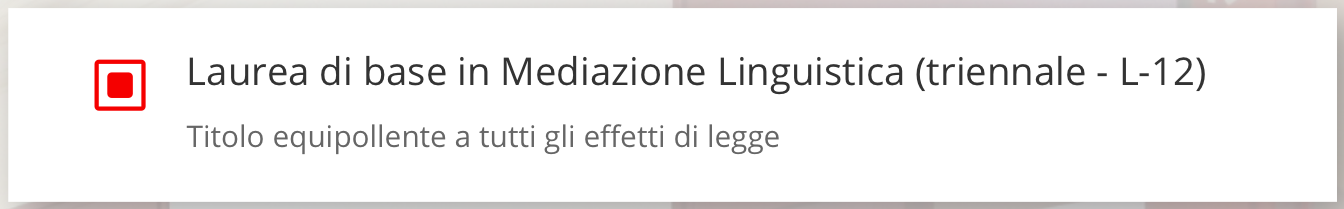 Laurea di base in Mediazione Linguistica (triennale - L-12)
Titolo equipollente a tutti gli effetti di legge